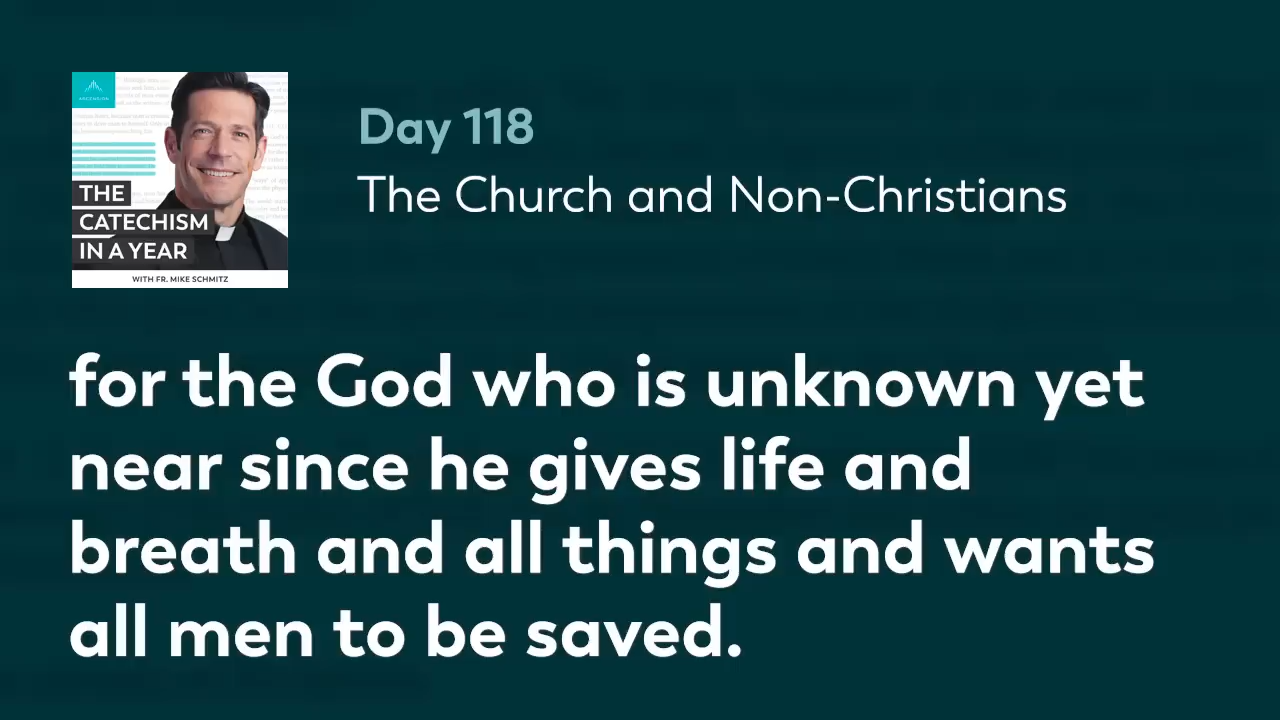 ASCENSION
THE
CATECHISM
IN A YEAR
WITH FR. MIKE SCHMITZ
Day 118
The Church and Non-Christians
for the God who is unknown yet
near since he gives life and
breath and all things and wants
all men to be saved.